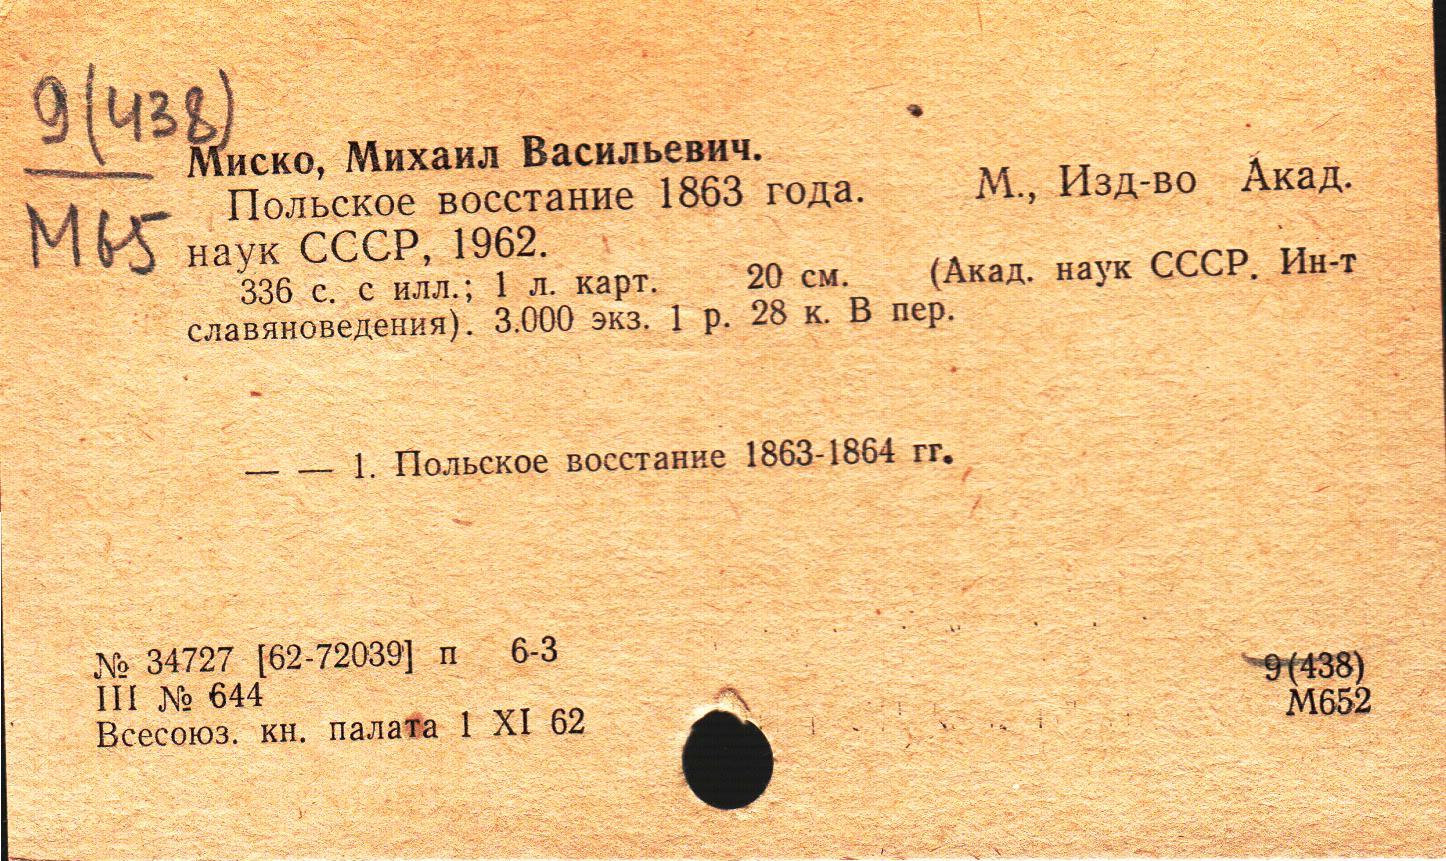 9(438)
М65
Миско, Михаил Васильевич.
Польское восстание 1863 года. М., Изд-во Акад.
наук СССР, 1962.
336 с. с илл.; 1 л. карт. 20 см. (Акад. наук СССР. Ин-т
славяноведения). 3.000 экз. 1 р. 28 к. В пер.
— — 1. Польское восстание 1863-1864 гг.
№ 34727 [62-72039] п 6-3
III № 644
Всесоюз. кн. палата 1 XI 62
9(438)
М652